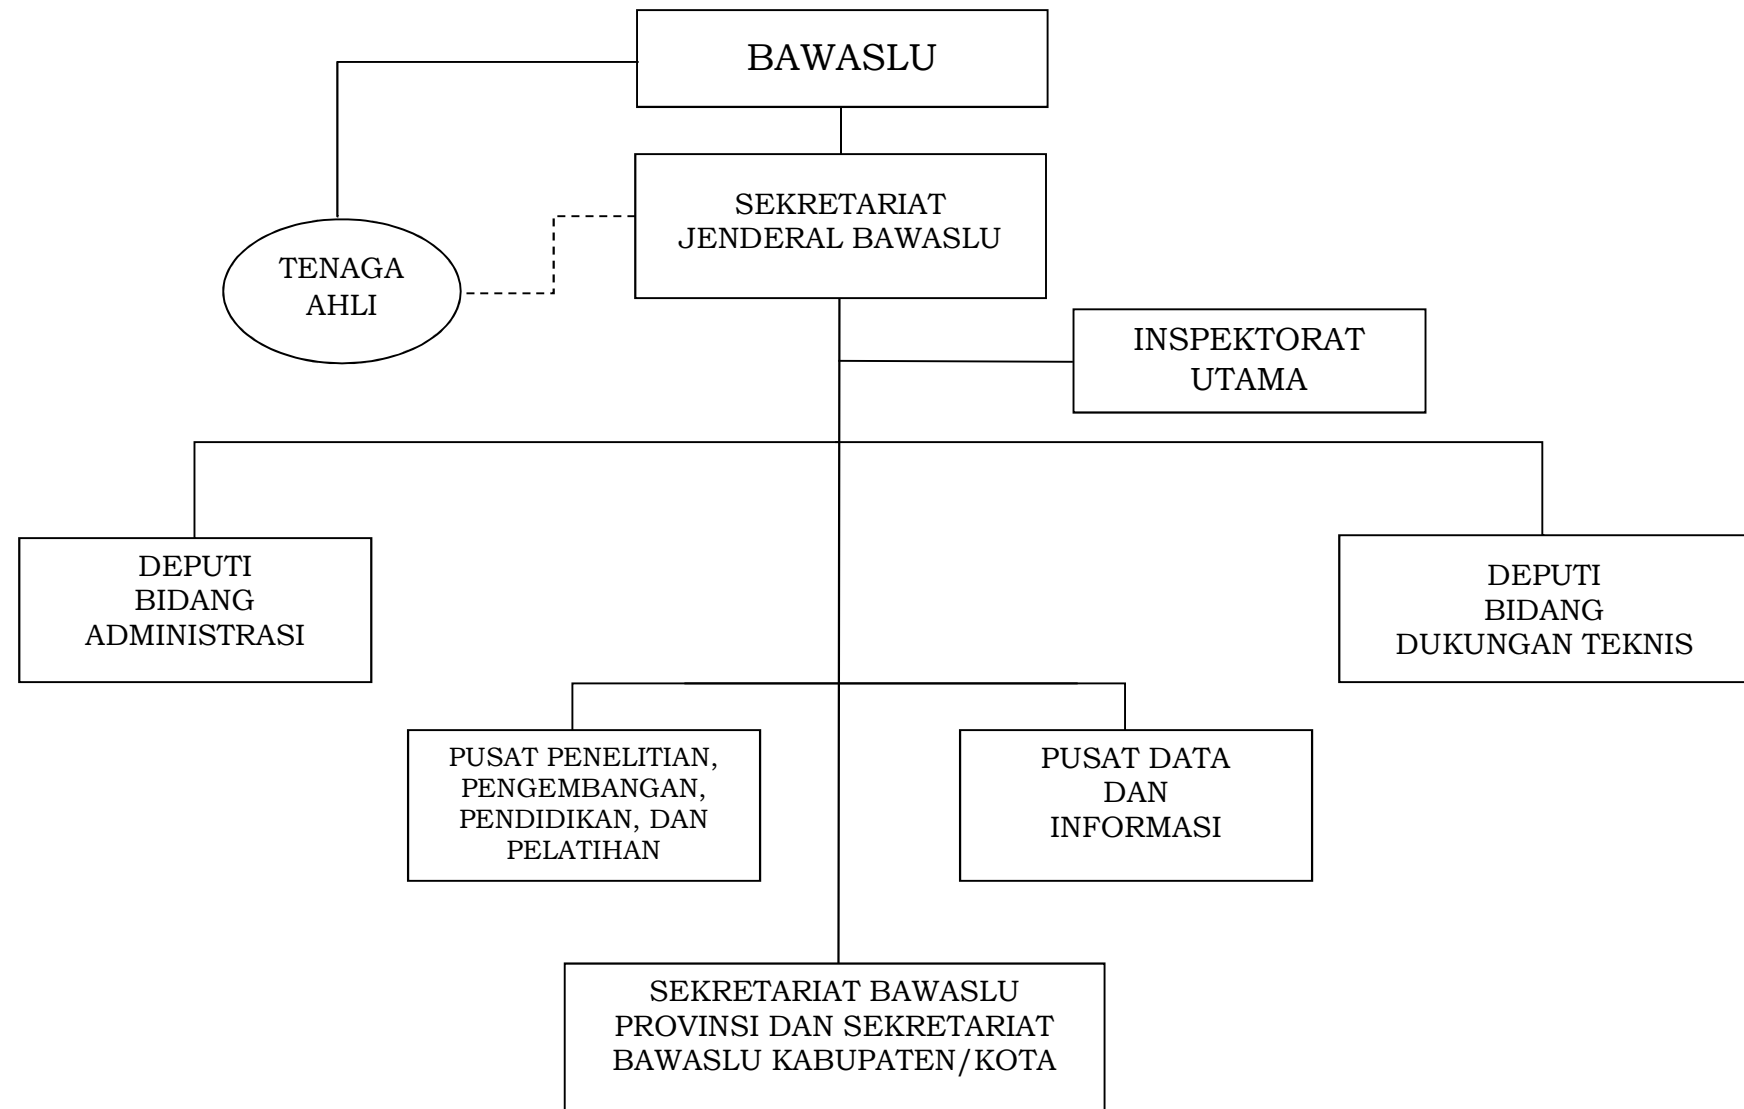 BAWASLU
SEKRETARIAT
JENDERAL BAWASLU
TENAGA
AHLI
INSPEKTORAT
UTAMA
DEPUTI
BIDANG
ADMINISTRASI
DEPUTI
BIDANG
DUKUNGAN TEKNIS
PUSAT PENELITIAN,
PENGEMBANGAN,
PENDIDIKAN, DAN
PELATIHAN
PUSAT DATA
DAN
INFORMASI
SEKRETARIAT BAWASLU
PROVINSI DAN SEKRETARIAT
BAWASLU KABUPATEN/KOTA